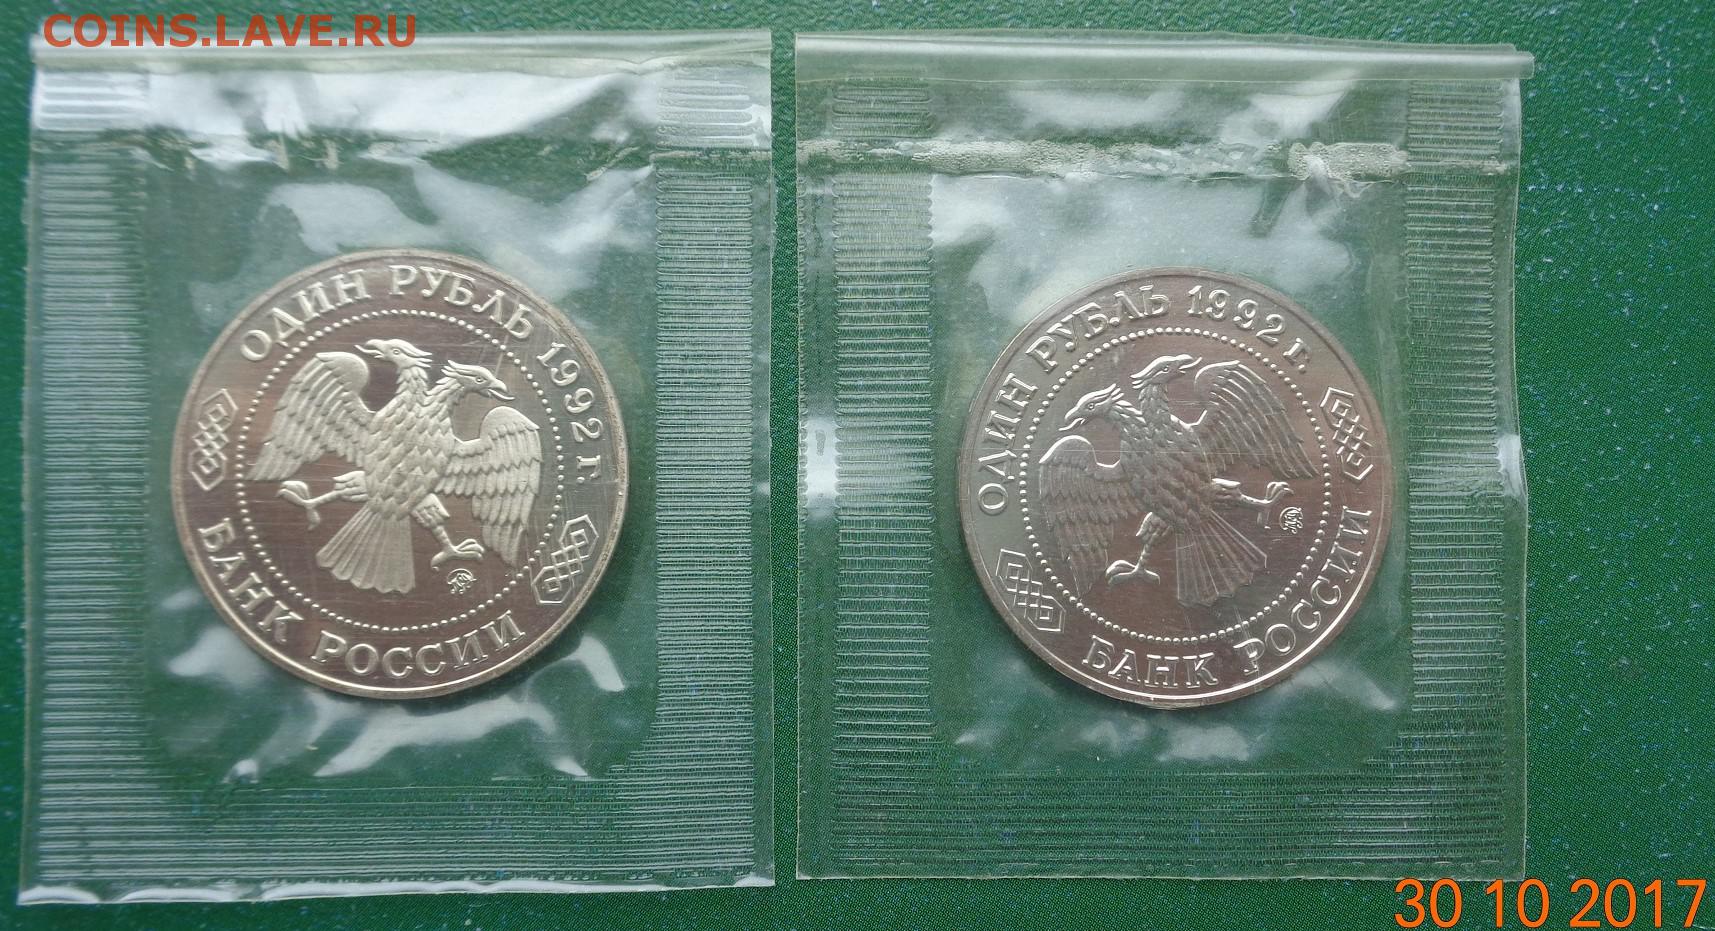 COINS.LAVE.RU
ОДИН РУБЛЬ 1992 Г.
БАНК РОССИИ
ОДИН РУБЛЬ 1992 Г.
БАНК РОССИИ
30 10 2017